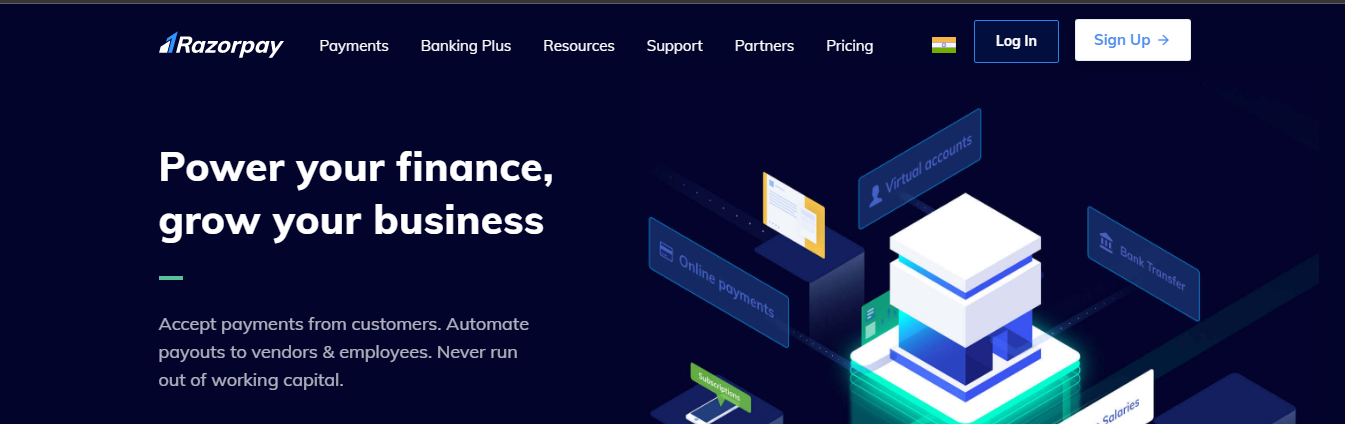 Razorpay
Payments
Banking Plus
Resources
Support
Partners
Pricing
Log In
Sign Up
Power your finance,
grow your business
Accept payments from customers. Automate
payouts to vendors & employees. Never run
out of working capital.
Virtual accounts
Online payments
Bank Transfer
Subscriptions
Salaries